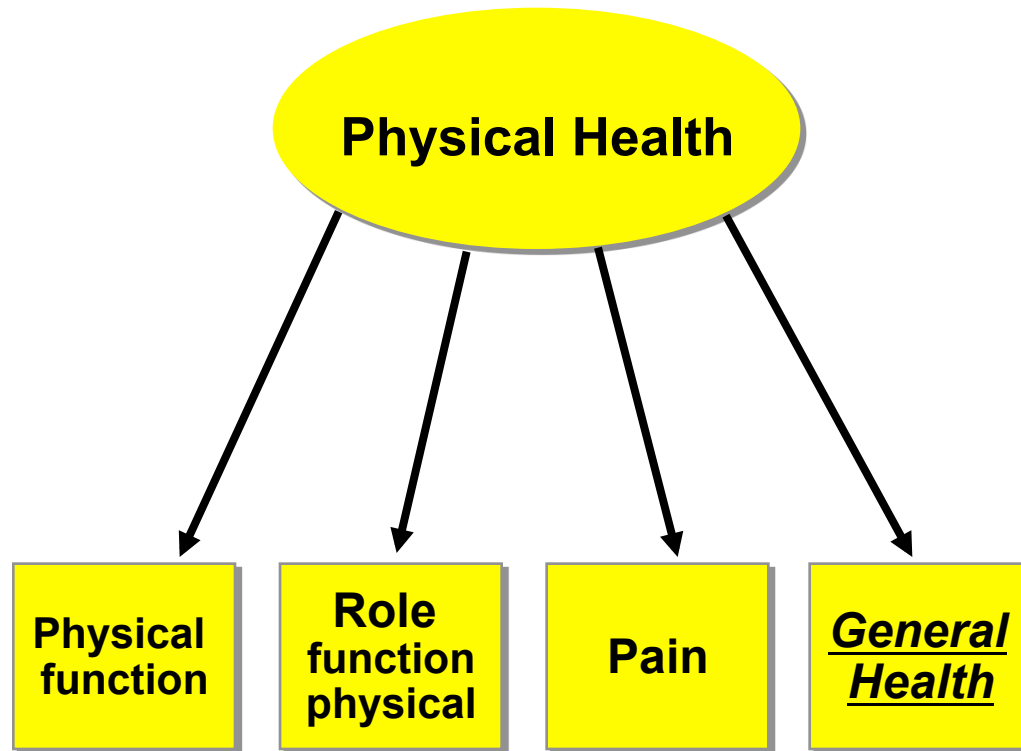 Physical Health
Physical
function
Role
function
physical
Pain
General
Health